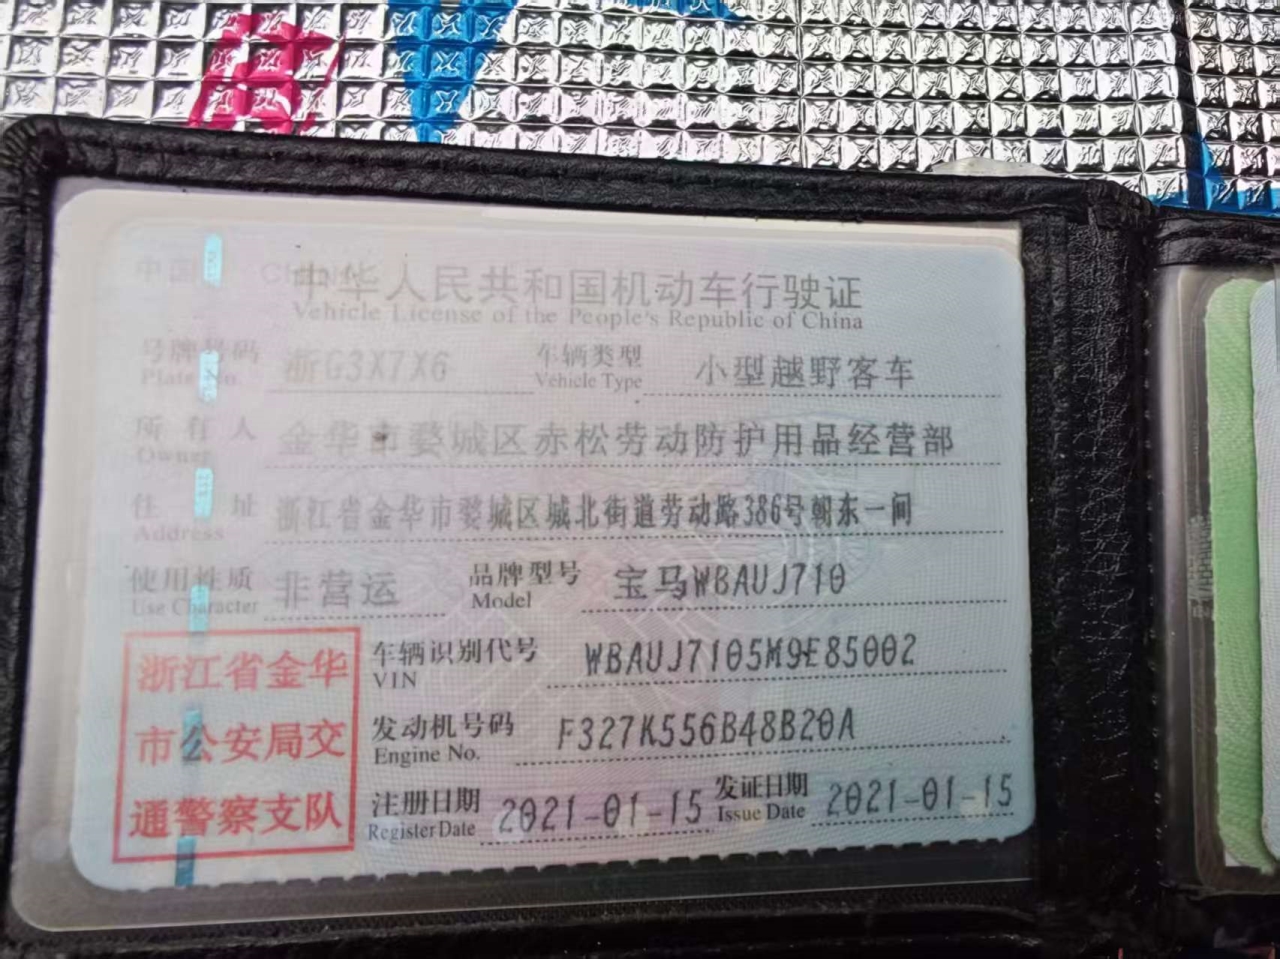 中国 CHINA
中华人民共和国机动车行驶证
Vehicle License of the People's Republic of China
号牌号码 浙G3X7X6 车辆类型 小型越野客车
Plate No. Vehicle Type
所有人 金华市婺城区赤松劳动防护用品经营部
Owner
住址 浙江省金华市婺城区城北街道劳动路386号朝东一间
Address
使用性质 非营运 品牌型号 宝马WBAUJ710
Use Character Model
浙江省金华
市公安局交
通警察支队
车辆识别代号 WBAUJ7105M9E85002
VIN
发动机号码 F327K556B48B20A
Engine No.
注册日期 2021-01-15 发证日期 2021-01-15
Register Date Issue Date